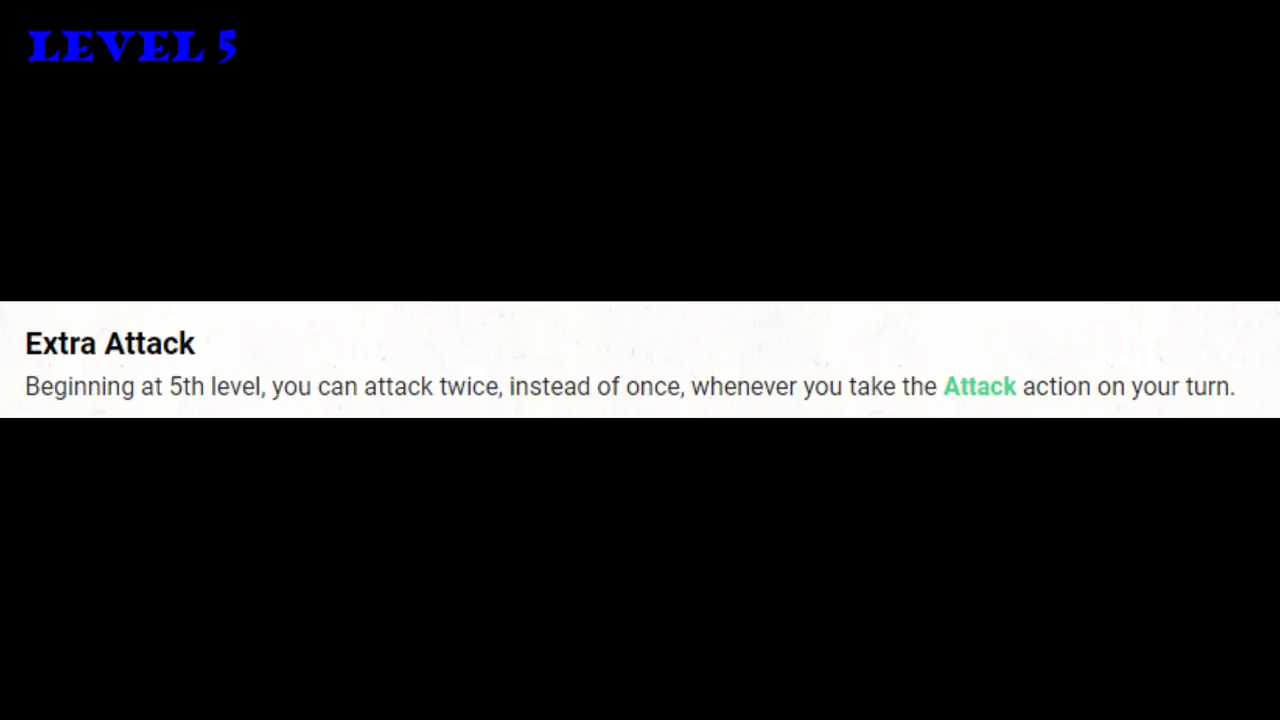 LEVEL 5
Extra Attack
Beginning at 5th level, you can attack twice, instead of once, whenever you take the Attack action on your turn.